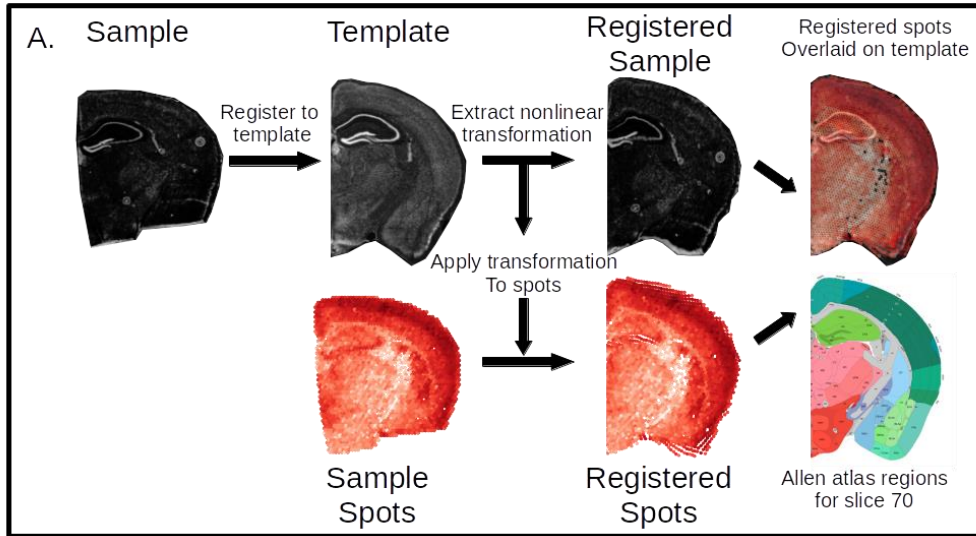 A.
Sample
Template
Registered
Sample
Registered spots
Overlaid on template
Register to
template
Extract nonlinear
transformation
Apply transformation
To spots
Sample
Spots
Registered
Spots
Allen atlas regions
for slice 70